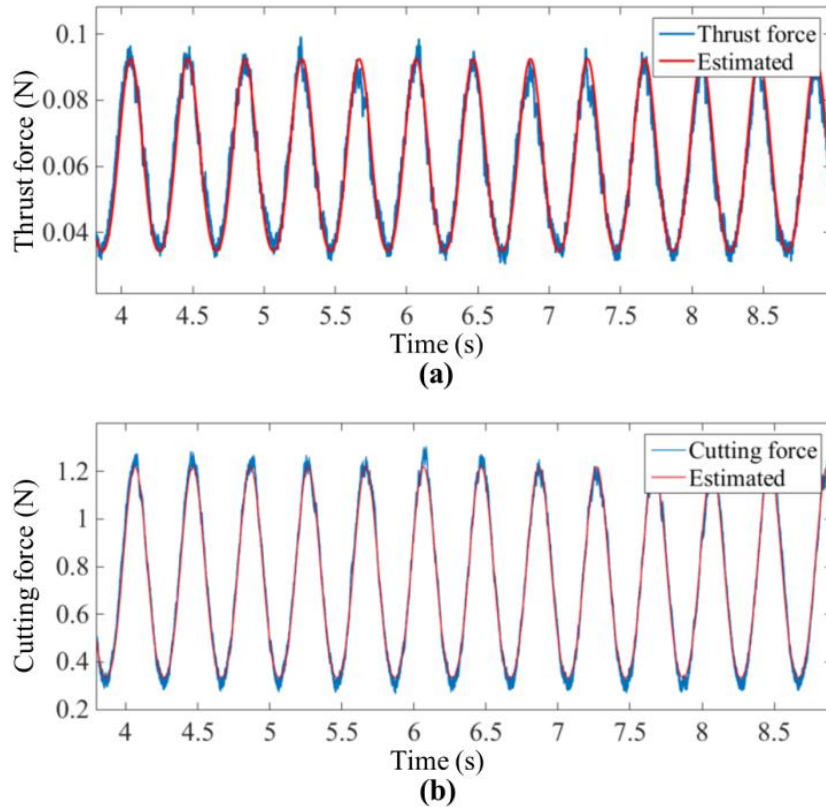 0.1
0.08
0.06
0.04
Thrust force (N)
Thrust force
Estimated
4 4.5 5 5.5 6 6.5 7 7.5 8 8.5
Time (s)
(a)
1.2
1
0.8
0.6
0.4
0.2
Cutting force (N)
Cutting force
Estimated
4 4.5 5 5.5 6 6.5 7 7.5 8 8.5
Time (s)
(b)